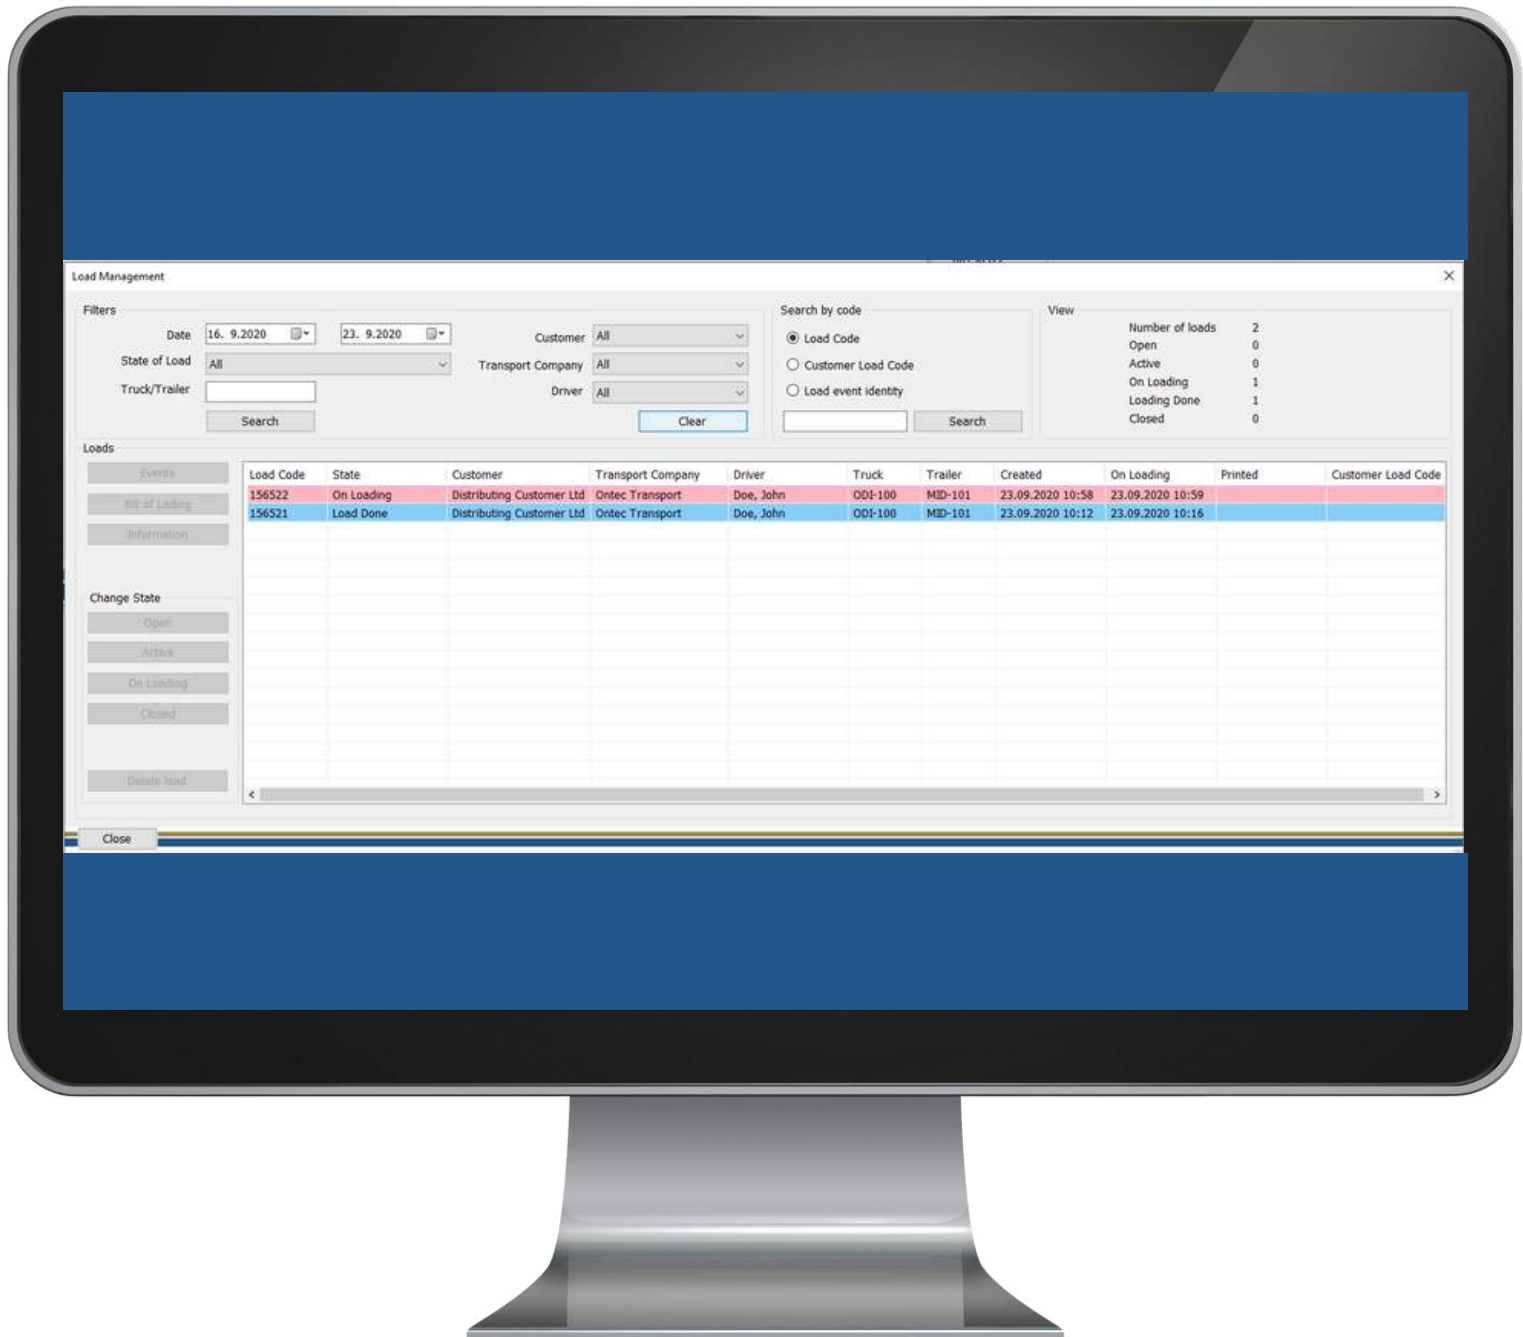 Load Management
Filters
Date 16. 9.2020 23. 9.2020
State of Load All
Truck/Trailer
Search
Customer All
Transport Company All
Driver All
Clear
Search by code
Load Code
Customer Load Code
Load event identity
Search
View
Number of loads 2
Open 0
Active 0
On Loading 1
Loading Done 1
Closed 0
Loads
Events
Bill of Lading
Information
Change State
Open
Active
On Loading
Closed
Delete load
Load Code State Customer Transport Company Driver Truck Trailer Created On Loading Printed Customer Load Code
156522 On Loading Distributing Customer Ltd Ontec Transport Doe, John ODI-100 MID-101 23.09.2020 10:58 23.09.2020 10:59
156521 Load Done Distributing Customer Ltd Ontec Transport Doe, John ODI-100 MID-101 23.09.2020 10:12 23.09.2020 10:16
Close